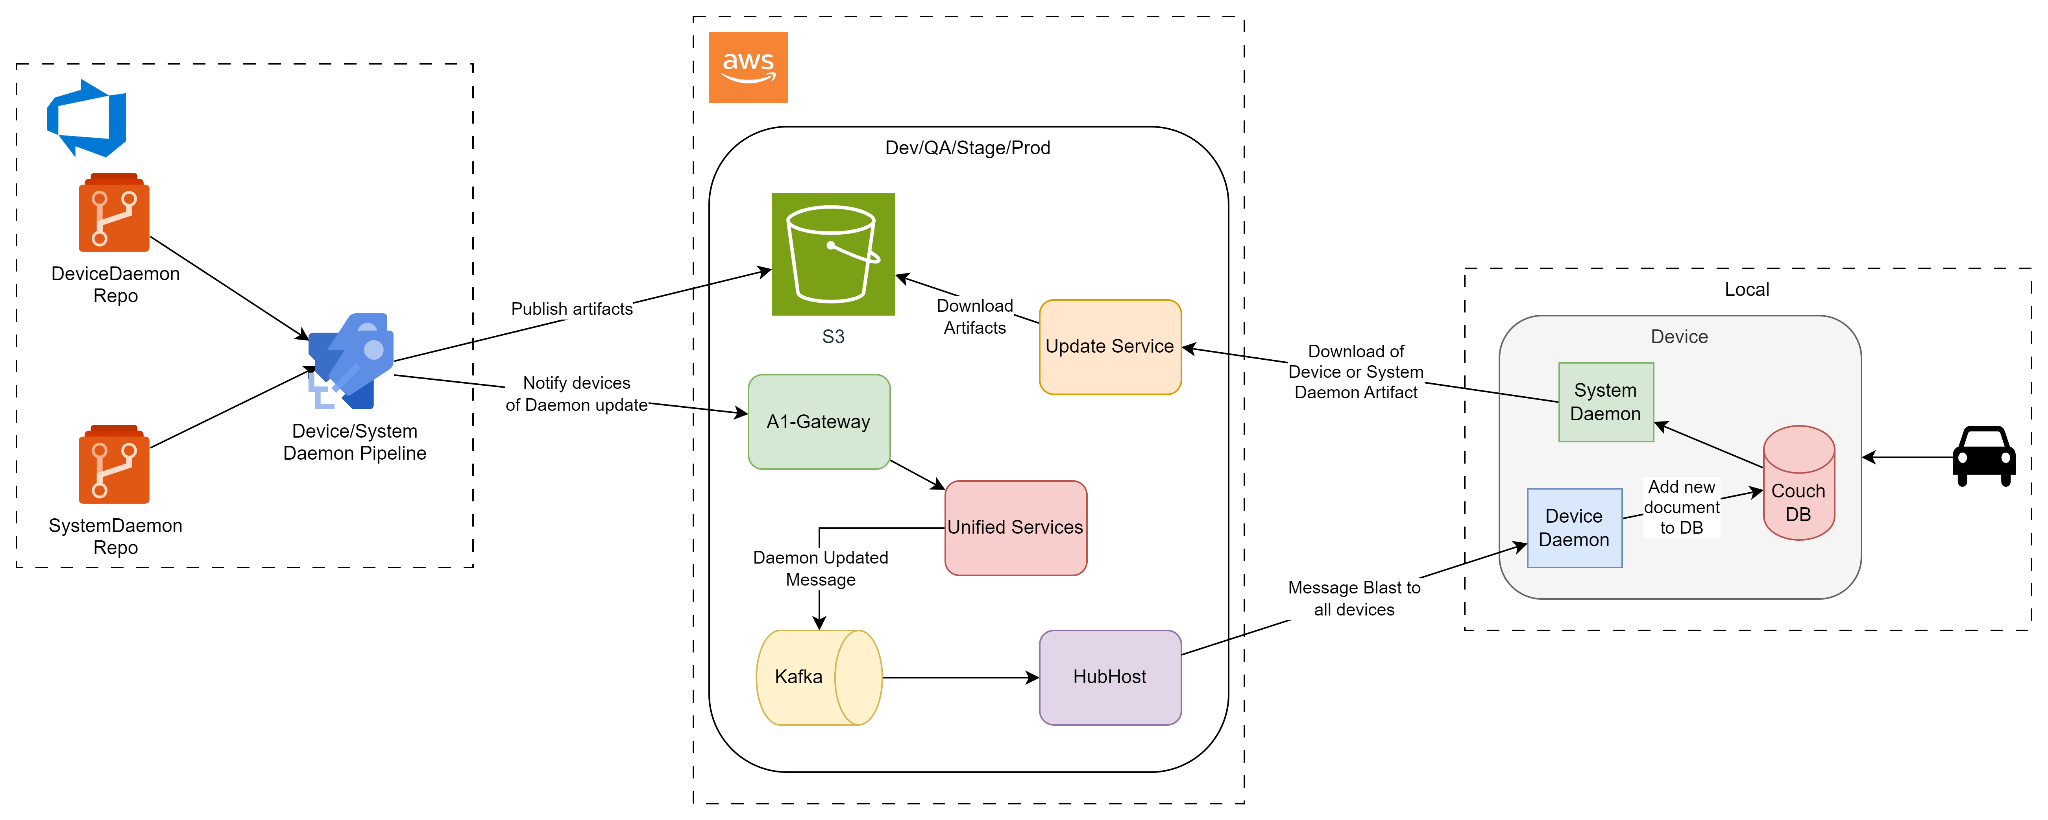 DeviceDaemon
Repo
SystemDaemon
Repo
Device/System
Daemon Pipeline
Publish artifacts
Notify devices
of Daemon update
aws
Dev/QA/Stage/Prod
S3
Download
Artifacts
Update Service
A1-Gateway
Unified Services
Daemon Updated
Message
Kafka
HubHost
Download of
Device or System
Daemon Artifact
Message Blast to
all devices
Local
Device
System
Daemon
Device
Daemon
Add new
document
to DB
Couch
DB